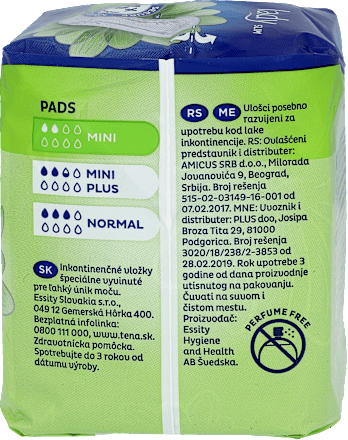 Lady
SLIM
PADS
MINI
MINI
PLUS
NORMAL
SK Inkontinenčné vložky
špeciálne vyvinuté
pre ľahký únik moču.
Essity Slovakia s.r.o.,
049 12 Gemerská Hôrka 400.
Bezplatná infolinka:
0800 111 000, www.tena.sk.
Zdravotnícka pomôcka.
Spotrebujte do 3 rokov od
dátumu výroby.
RS ME Ulošci posebno
razvijeni za
upotrebu kod lake
inkontinencije. RS: Ovlašćeni
predstavnik i distributer:
AMICUS SRB d.o.o., Milorada
Jovanovića 9, Beograd,
Srbija. Broj rešenja
515-02-03149-16-001 od
07.02.2017. MNE: Uvoznik i
distributer: PLUS doo, Josipa
Broza Tita 29, 81000
Podgorica. Broj rešenja
3020/18/238/2-3853 od
28.02.2019. Rok upotrebe 3
godine od dana proizvodnje
utisnutog na pakovanju.
Čuvati na suvom i
čistom mestu.
Proizvođač:
Essity
Hygiene
and Health
AB Švedska.
PERFUME FREE